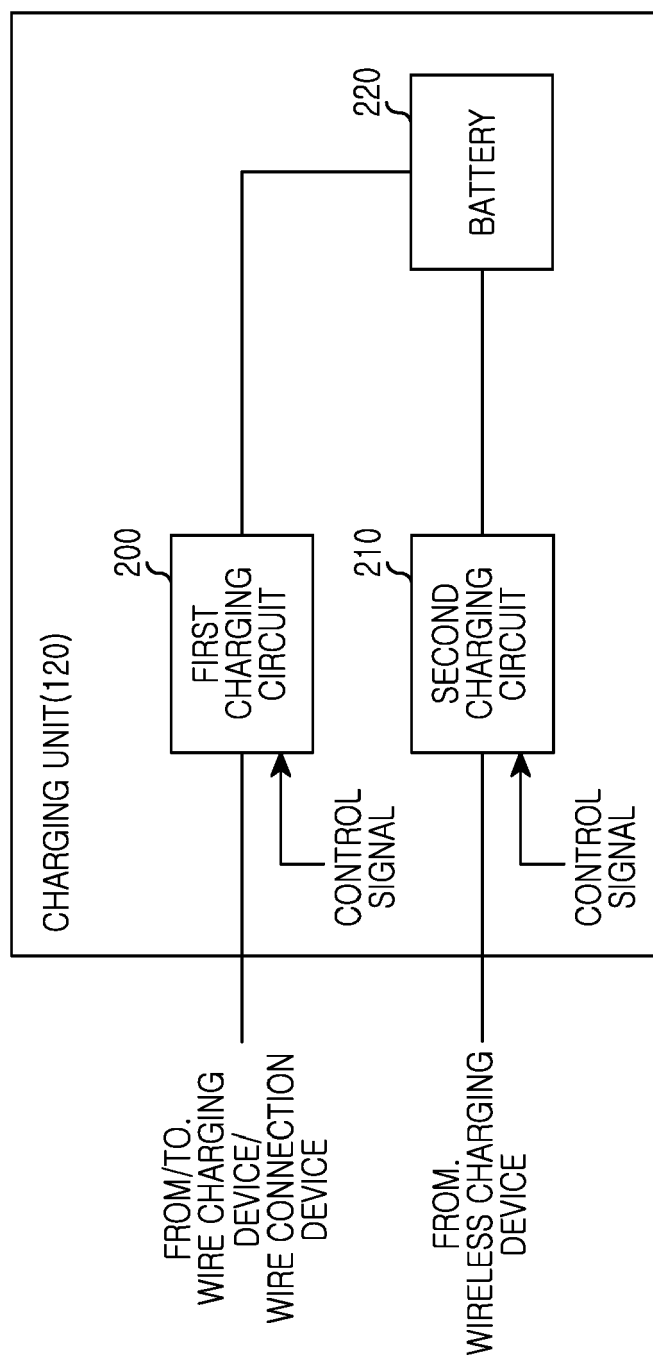 CHARGING UNIT(120)
FROM/TO.
WIRE CHARGING
DEVICE/
WIRE CONNECTION
DEVICE
200
FIRST
CHARGING
CIRCUIT
CONTROL
SIGNAL
220
BATTERY
FROM.
WIRELESS CHARGING
DEVICE
210
SECOND
CHARGING
CIRCUIT
CONTROL
SIGNAL